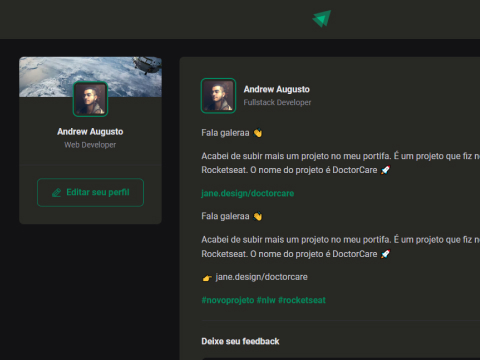 Andrew Augusto
Web Developer
Editar seu perfil
Andrew Augusto
Fullstack Developer
Fala galeraa 👋
Acabei de subir mais um projeto no meu portifa. É um projeto que fiz
Rocketseat. O nome do projeto é DoctorCare 🚀
jane.design/doctorcare
Fala galeraa 👋
Acabei de subir mais um projeto no meu portifa. É um projeto que fiz
Rocketseat. O nome do projeto é DoctorCare 🚀
👉 jane.design/doctorcare
#novoprojeto #nlw #rocketseat
Deixe seu feedback